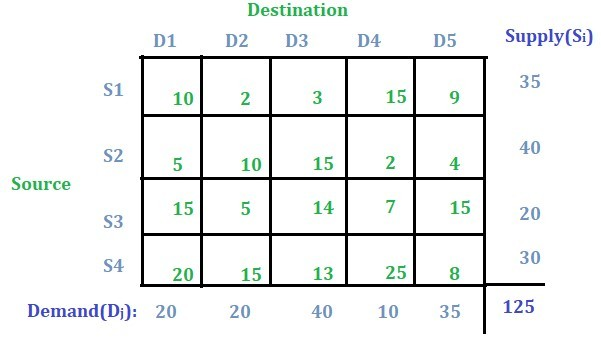 Destination
D1 D2 D3 D4 D5 Supply(Si)
S1 10 2 3 15 9 35
S2 5 10 15 2 4 40
Source
S3 15 5 14 7 15 20
S4 20 15 13 25 8 30
Demand(Dj): 20 20 40 10 35 125